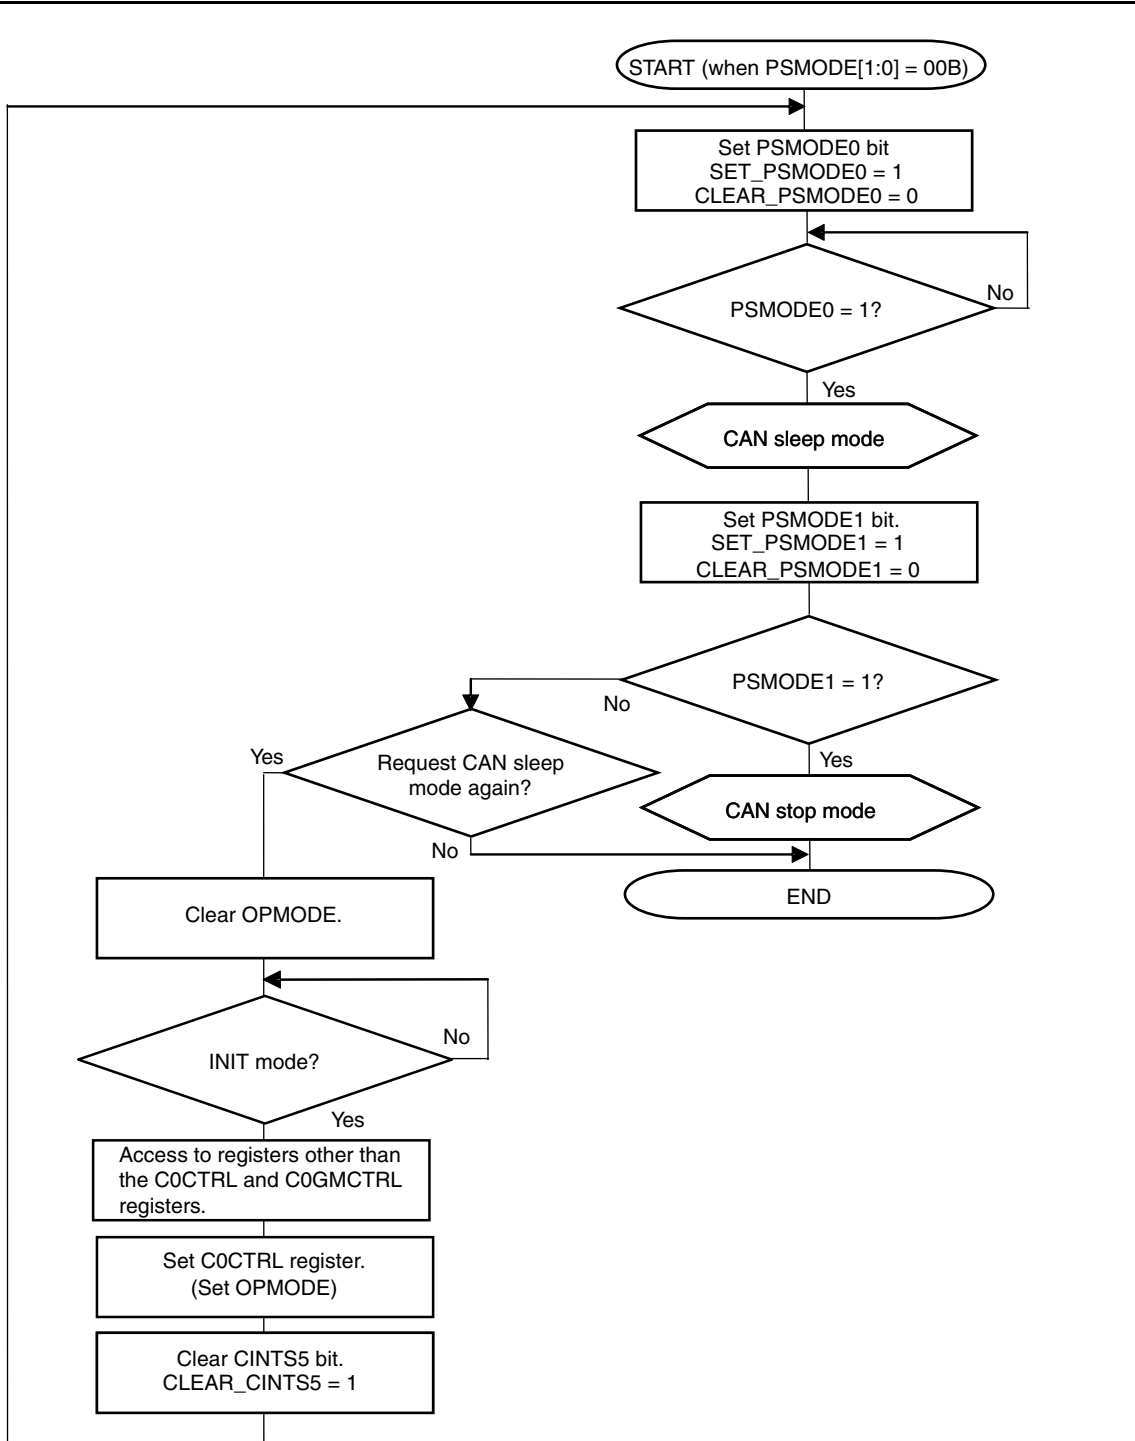 START (when PSMODE[1:0] = 00B)
Set PSMODE0 bit
SET_PSMODE0 = 1
CLEAR_PSMODE0 = 0
No
PSMODE0 = 1?
Yes
CAN sleep mode
Set PSMODE1 bit.
SET_PSMODE1 = 1
CLEAR_PSMODE1 = 0
PSMODE1 = 1?
No
Yes
Request CAN sleep
mode again?
Yes
CAN stop mode
No
END
Clear OPMODE.
No
INIT mode?
Yes
Access to registers other than
the C0CTRL and C0GMCTRL
registers.
Set C0CTRL register.
(Set OPMODE)
Clear CINTS5 bit.
CLEAR_CINTS5 = 1